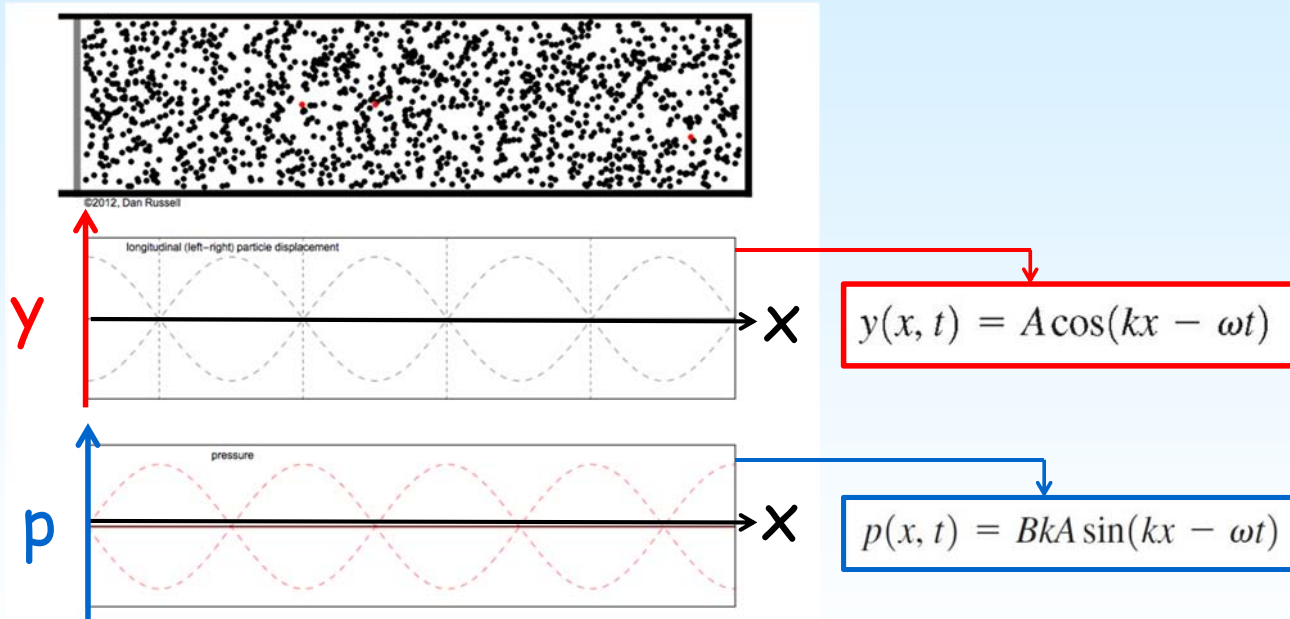 ©2012, Dan Russell
longitudinal (left-right) particle displacement
y
x
y(x, t) = A cos(kx − ωt)
pressure
p
x
p(x, t) = BkA sin(kx − ωt)